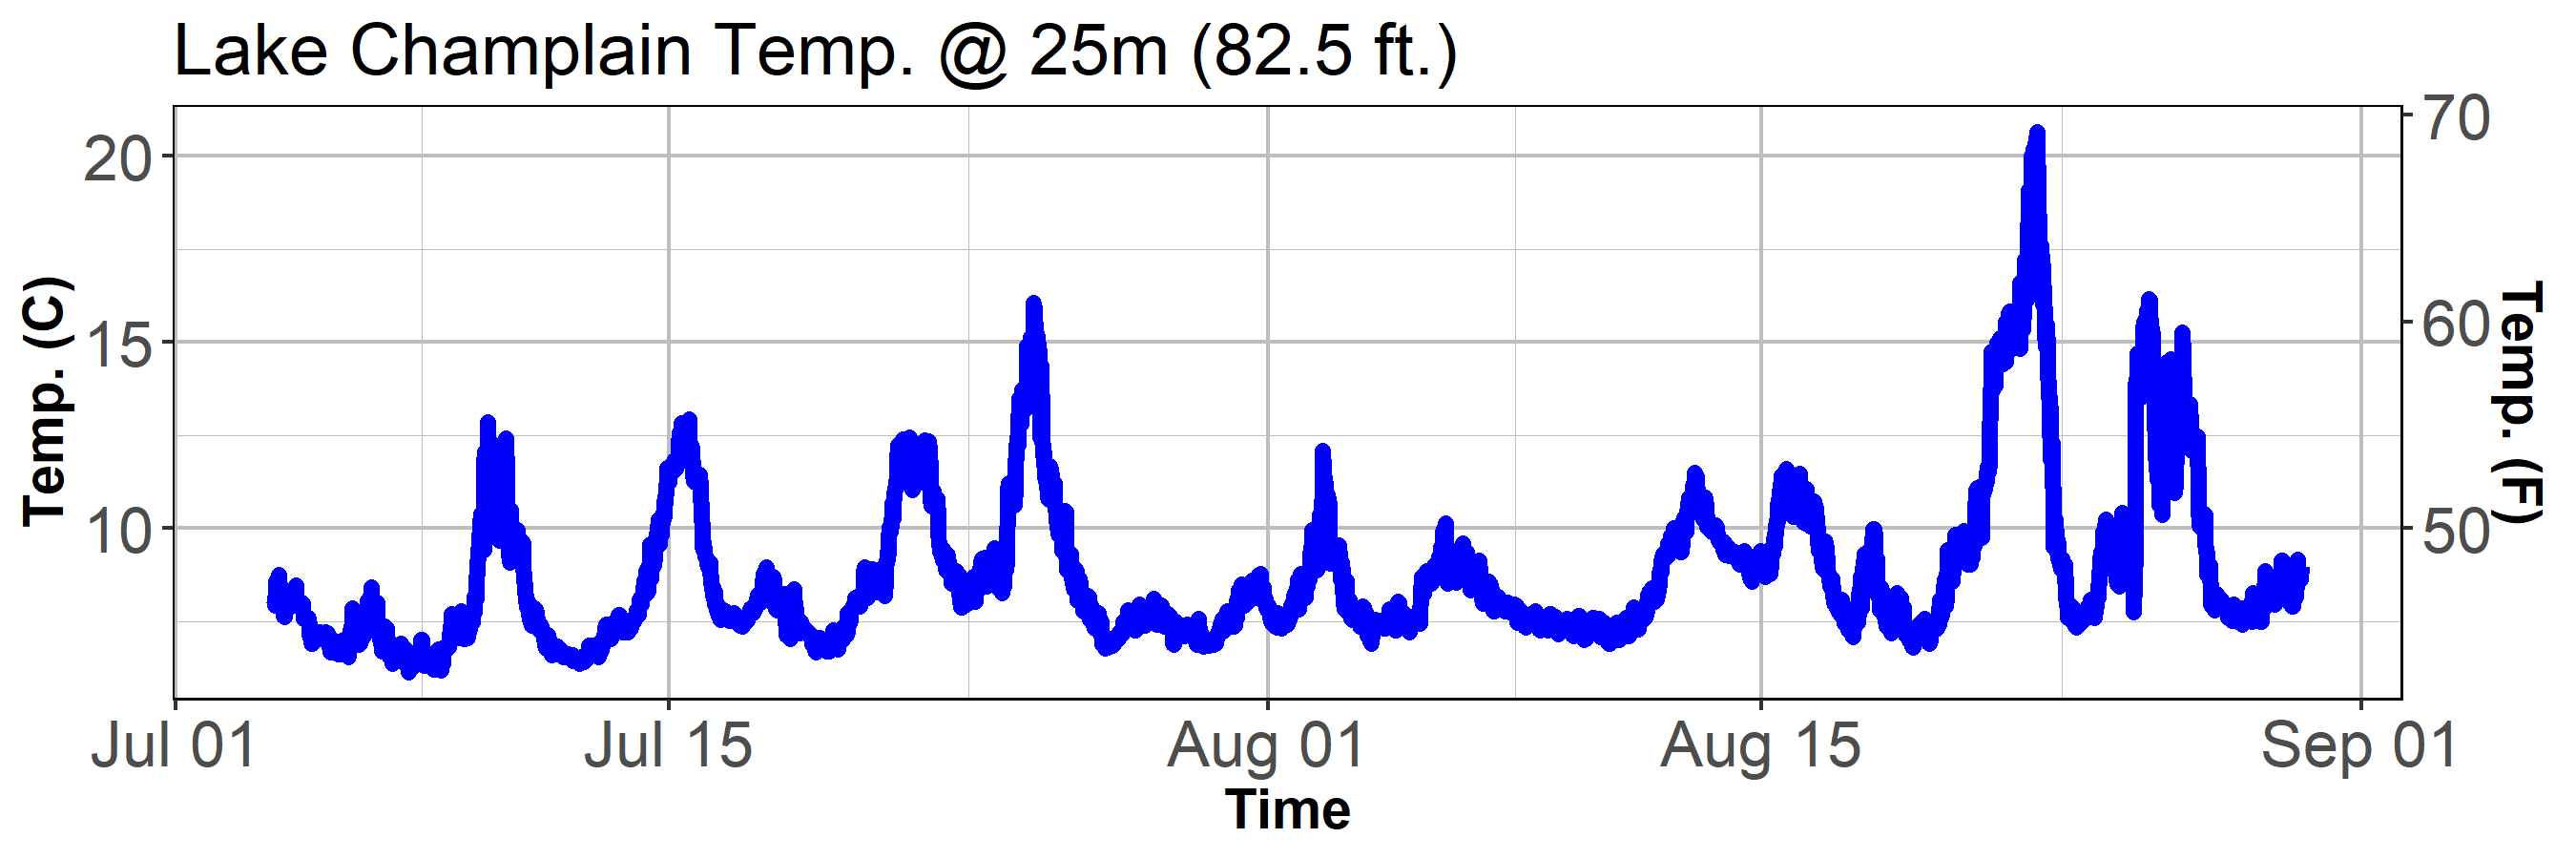 Lake Champlain Temp. @ 25m (82.5 ft.)
Temp. (C)
20
15
10
70
60
50
Temp. (F)
Jul 01 Jul 15 Aug 01 Aug 15 Sep 01
Time